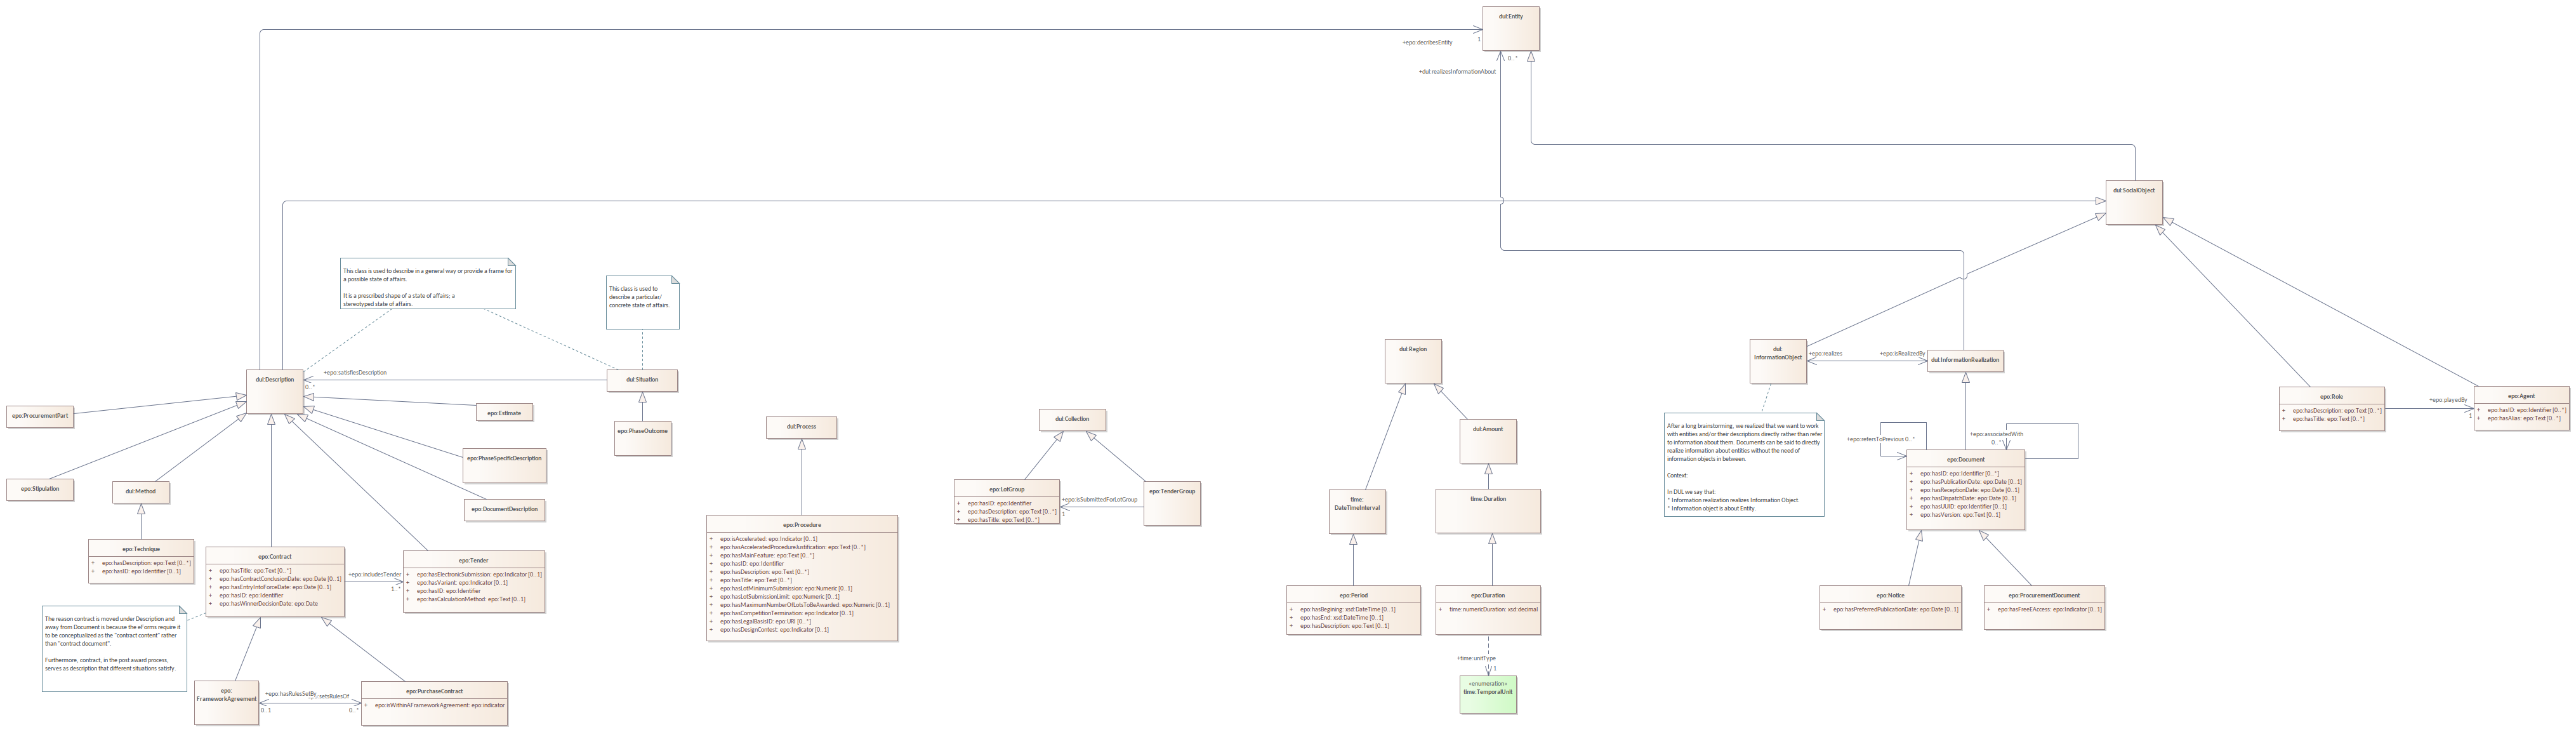 dul:Entity
+epo:decribesEntity
1
0..*
+dul:realizesInformationAbout
dul:SocialObject
This class is used to describe in a general way or provide a frame for
a possible state of affairs.
It is a prescribed shape of a state of affairs; a
stereotyped state of affairs.
This class is used to
describe a particular/
concrete state of affairs.
dul:Description
+epo:satisfiesDescription
0..*
dul:Situation
epo:ProcurementPart
epo:Estimate
epo:PhaseOutcome
epo:PhaseSpecificDescription
epo:Stipulation
dul:Method
epo:DocumentDescription
epo:Technique
+ epo:hasDescription: epo:Text [0..*]
+ epo:hasID: epo:Identifier [0..1]
epo:Contract
+ epo:hasTitle: epo:Text [0..*]
+ epo:hasContractConclusionDate: epo:Date [0..1]
+ epo:hasEntryIntoForceDate: epo:Date [0..1]
+ epo:hasID: epo:Identifier
+ epo:hasWinnerDecisionDate: epo:Date
+epo:includesTender
1..*
epo:Tender
+ epo:hasElectronicSubmission: epo:Indicator [0..1]
+ epo:hasVariant: epo:Indicator [0..1]
+ epo:hasID: epo:Identifier
+ epo:hasCalculationMethod: epo:Text [0..1]
The reason contract is moved under Description and
away from Document is because the eForms require it
to be conceptualized as the "contract content" rather
than "contract document".
Furthermore, contract, in the post award process,
serves as description that different situations satisfy.
epo:
FrameworkAgreement
+epo:hasRulesSetBy
:setsRulesOf
0..1
0..*
epo:PurchaseContract
+ epo:isWithinAFrameworkAgreement: epo:indicator
dul:Process
epo:Procedure
+ epo:isAccelerated: epo:Indicator [0..1]
+ epo:hasAcceleratedProcedureJustification: epo:Text [0..*]
+ epo:hasMainFeature: epo:Text [0..*]
+ epo:hasID: epo:Identifier
+ epo:hasDescription: epo:Text [0..*]
+ epo:hasTitle: epo:Text [0..*]
+ epo:hasLotMinimumSubmission: epo:Numeric [0..1]
+ epo:hasLotSubmissionLimit: epo:Numeric [0..1]
+ epo:hasMaximumNumberOfLotsToBeAwarded: epo:Numeric [0..1]
+ epo:hasCompetitionTermination: epo:Indicator [0..1]
+ epo:hasLegalBasisID: epo:URI [0..*]
+ epo:hasDesignContest: epo:Indicator [0..1]
dul:Collection
epo:LotGroup
+ epo:hasID: epo:Identifier
+ epo:hasDescription: epo:Text [0..*]
+ epo:hasTitle: epo:Text [0..*]
+epo:isSubmittedForLotGroup
1
epo:TenderGroup
dul:Region
dul:Amount
time:
DateTimeInterval
time:Duration
epo:Period
+ epo:hasBegining: xsd:DateTime [0..1]
+ epo:hasEnd: xsd:DateTime [0..1]
+ epo:hasDescription: epo:Text [0..1]
epo:Duration
+ time:numericDuration: xsd:decimal
+time:unitType
1
«enumeration»
time:TemporalUnit
dul:
InformationObject
+epo:realizes
+epo:isRealizedBy
dul:InformationRealization
After a long brainstorming, we realized that we want to work
with entities and/or their descriptions directly rather than refer
to information about them. Documents can be said to directly
realize information about entities without the need of
information objects in between.
Context:
In DUL we say that:
* Information realization realizes Information Object.
* Information object is about Entity.
+epo:refersToPrevious 0..*
+epo:associatedWith
0..*
epo:Document
+ epo:hasID: epo:Identifier [0..*]
+ epo:hasPublicationDate: epo:Date [0..1]
+ epo:hasReceptionDate: epo:Date [0..1]
+ epo:hasDispatchDate: epo:Date [0..1]
+ epo:hasUUID: epo:Identifier [0..1]
+ epo:hasVersion: epo:Text [0..1]
epo:Notice
+ epo:hasPreferredPublicationDate: epo:Date [0..1]
epo:ProcurementDocument
+ epo:hasFreeEAccess: epo:Indicator [0..1]
epo:Role
+ epo:hasDescription: epo:Text [0..*]
+ epo:hasTitle: epo:Text [0..*]
+epo:playedBy
1
epo:Agent
+ epo:hasID: epo:Identifier [0..*]
+ epo:hasAlias: epo:Text [0..*]